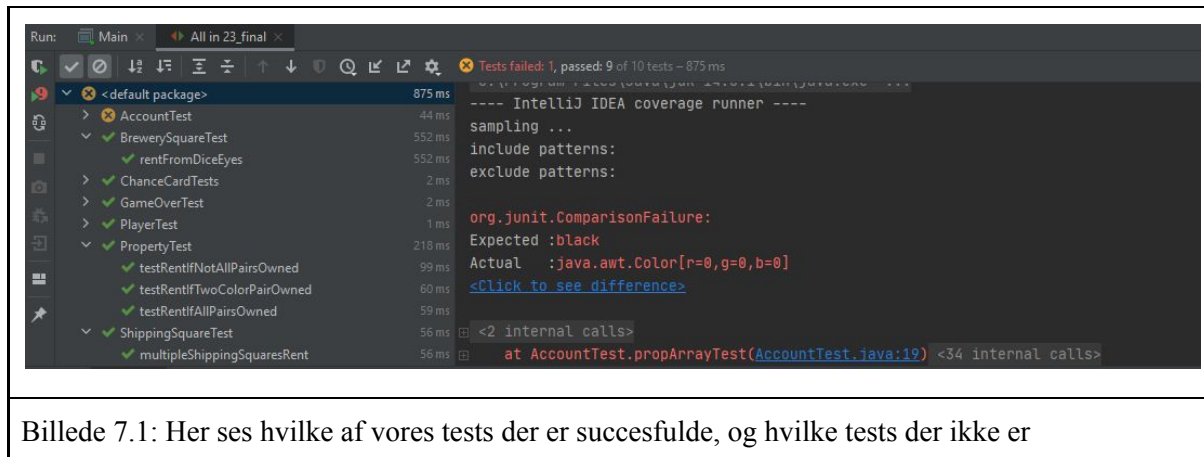 Run: Main × All in 23_final ×
Tests failed: 1, passed: 9 of 10 tests – 875 ms
<default package> 875 ms
AccountTest 44 ms
BrewerySquareTest 552 ms
rentFromDiceEyes 552 ms
ChanceCardTests 2 ms
GameOverTest 2 ms
PlayerTest 1 ms
PropertyTest 218 ms
testRentIfNotAllPairsOwned 99 ms
testRentIfTwoColorPairOwned 60 ms
testRentIfAllPairsOwned 59 ms
ShippingSquareTest 56 ms
multipleShippingSquaresRent 56 ms
---- IntelliJ IDEA coverage runner ----
sampling ...
include patterns:
exclude patterns:
org.junit.ComparisonFailure:
Expected :black
Actual :java.awt.Color[r=0,g=0,b=0]
<Click to see difference>
<2 internal calls>
at AccountTest.propArrayTest(AccountTest.java:19) <34 internal calls>
Billede 7.1: Her ses hvilke af vores tests der er succesfulde, og hvilke tests der ikke er